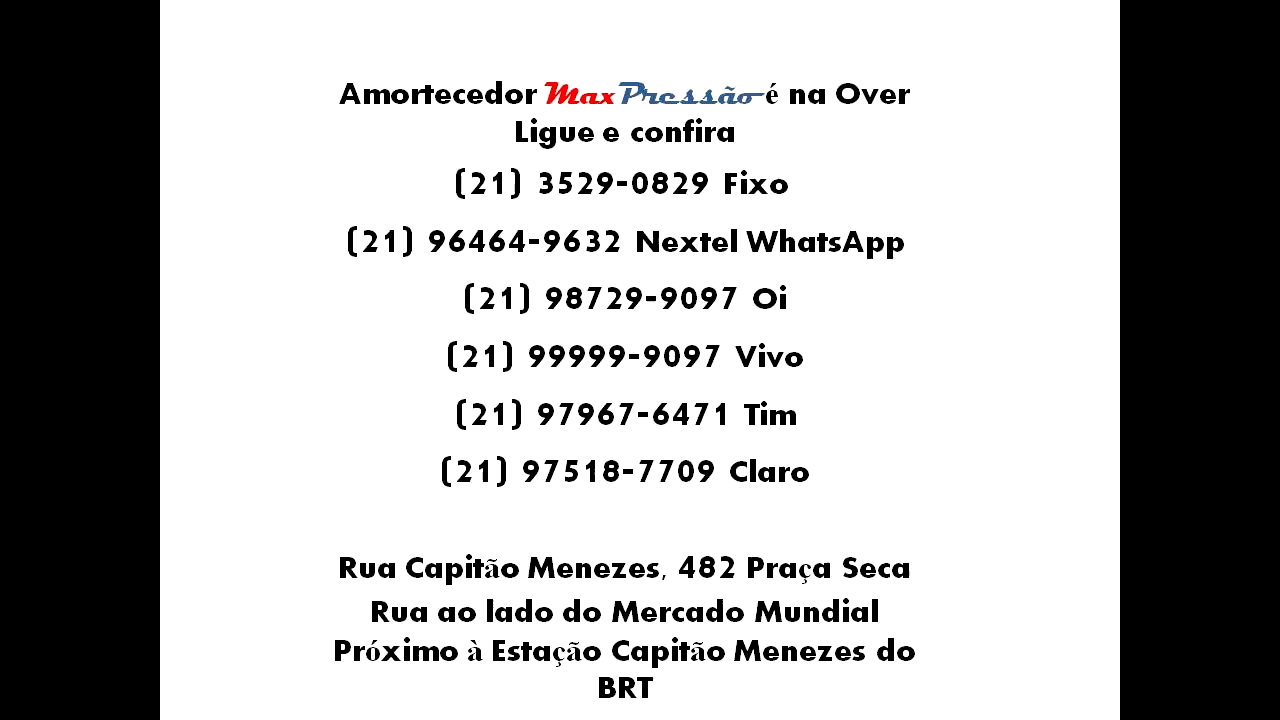 Amortecedor Max Pressão é na Over
Ligue e confira
(21) 3529-0829 Fixo
(21) 96464-9632 Nextel WhatsApp
(21) 98729-9097 Oi
(21) 99999-9097 Vivo
(21) 97967-6471 Tim
(21) 97518-7709 Claro
Rua Capitão Menezes, 482 Praça Seca
Rua ao lado do Mercado Mundial
Próximo à Estação Capitão Menezes do
BRT